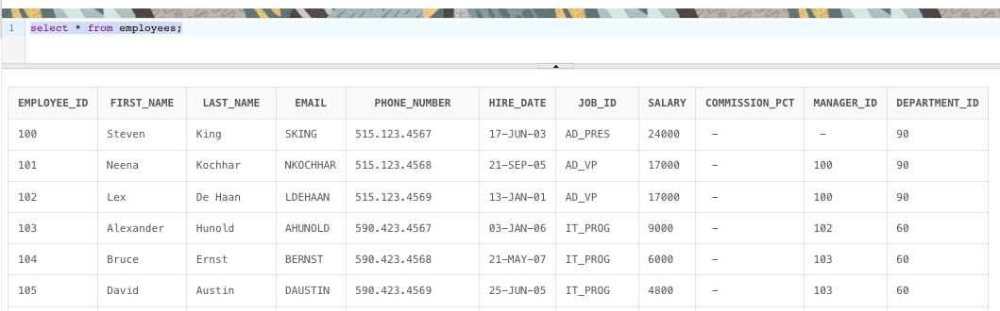 1 select * from employees;
EMPLOYEE_ID FIRST_NAME LAST_NAME EMAIL PHONE_NUMBER HIRE_DATE JOB_ID SALARY COMMISSION_PCT MANAGER_ID DEPARTMENT_ID
100 Steven King SKING 515.123.4567 17-JUN-03 AD_PRES 24000 - - 90
101 Neena Kochhar NKOCHHAR 515.123.4568 21-SEP-05 AD_VP 17000 - 100 90
102 Lex De Haan LDEHAAN 515.123.4569 13-JAN-01 AD_VP 17000 - 100 90
103 Alexander Hunold AHUNOLD 590.423.4567 03-JAN-06 IT_PROG 9000 - 102 60
104 Bruce Ernst BERNST 590.423.4568 21-MAY-07 IT_PROG 6000 - 103 60
105 David Austin DAUSTIN 590.423.4569 25-JUN-05 IT_PROG 4800 - 103 60